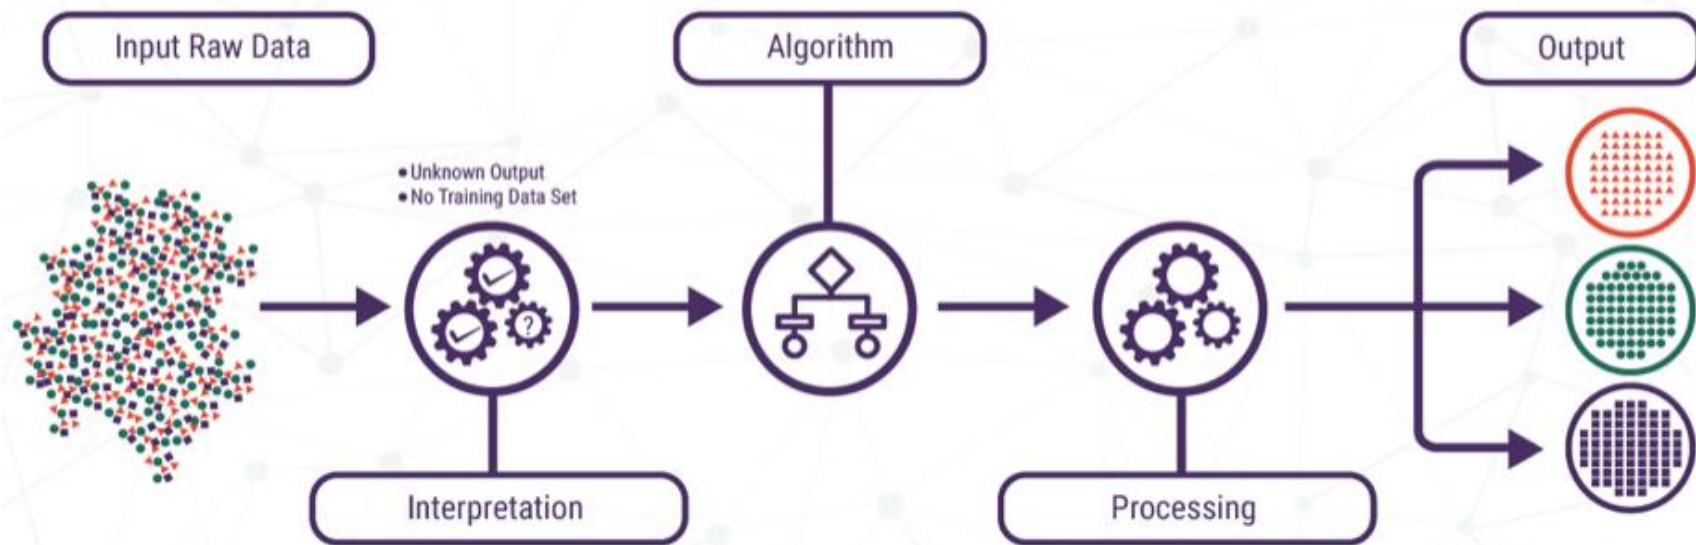 Input Raw Data
Algorithm
Output
• Unknown Output
• No Training Data Set
?
Interpretation
Processing